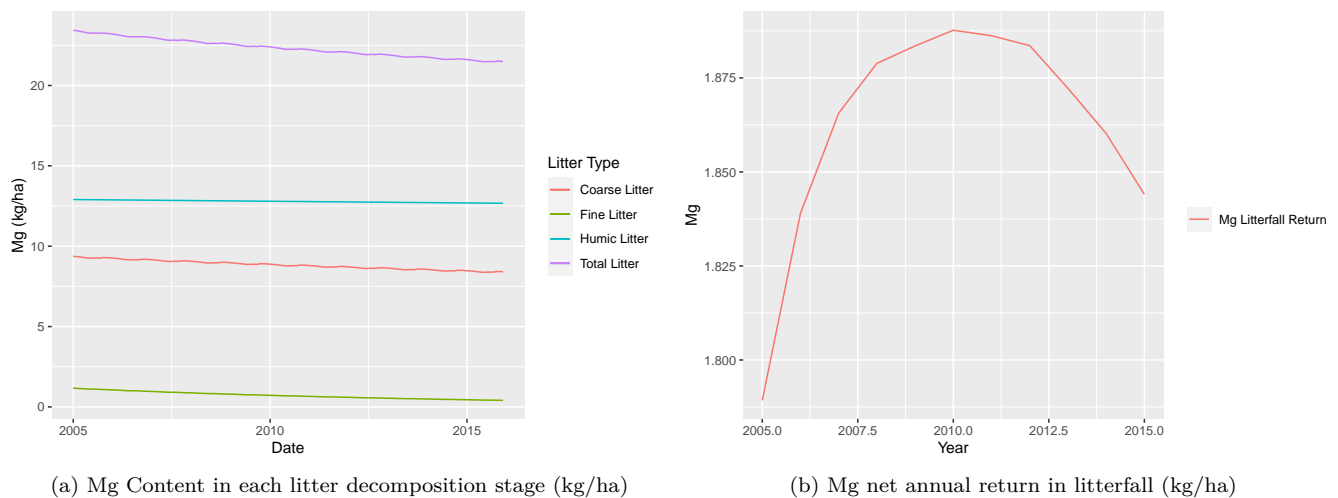 20
15
10
5
0
Mg (kg/ha)
2005
2010
2015
Date
Litter Type
Coarse Litter
Fine Litter
Humic Litter
Total Litter
(a) Mg Content in each litter decomposition stage (kg/ha)
1.875
1.850
1.825
1.800
Mg
2005.0
2007.5
2010.0
2012.5
2015.0
Year
Mg Litterfall Return
(b) Mg net annual return in litterfall (kg/ha)